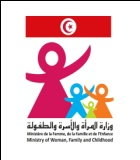 وزارة المرأة والأسرة والطفولة
Ministère de la Femme, de la Famille et de l'Enfance
Ministry of Woman, Family and Childhood